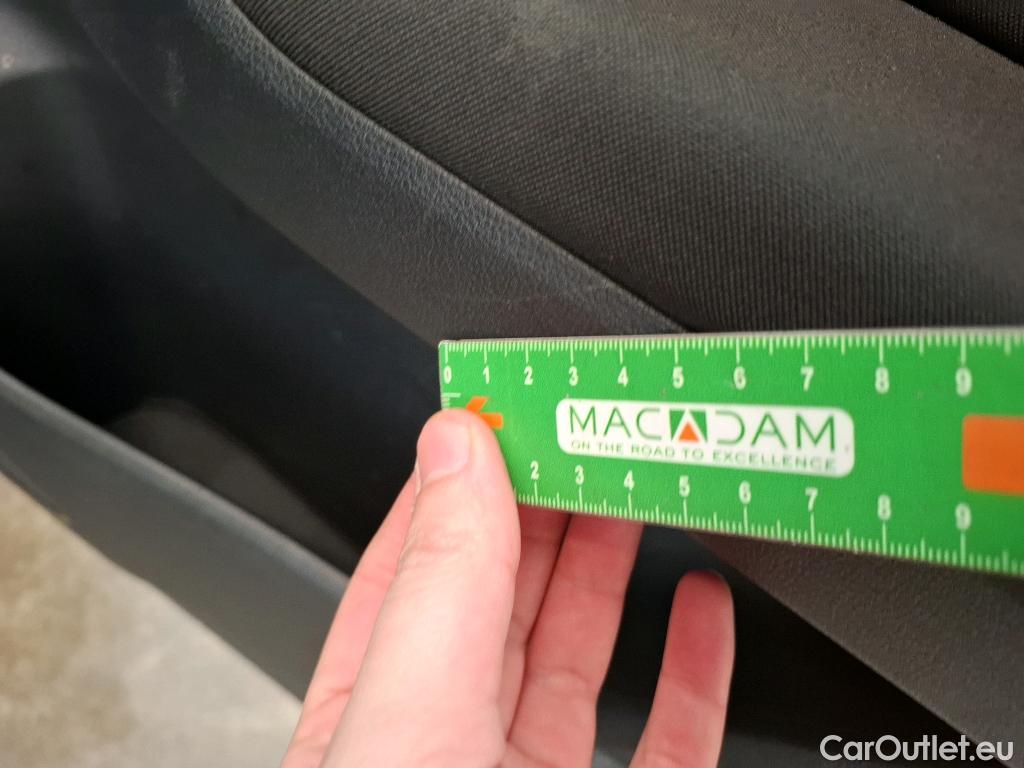 0 1 2 3 4 5 6 7 8 9
MACADAM
ON THE ROAD TO EXCELLENCE
2 3 4 5 6 7 8 9
CarOutlet.eu